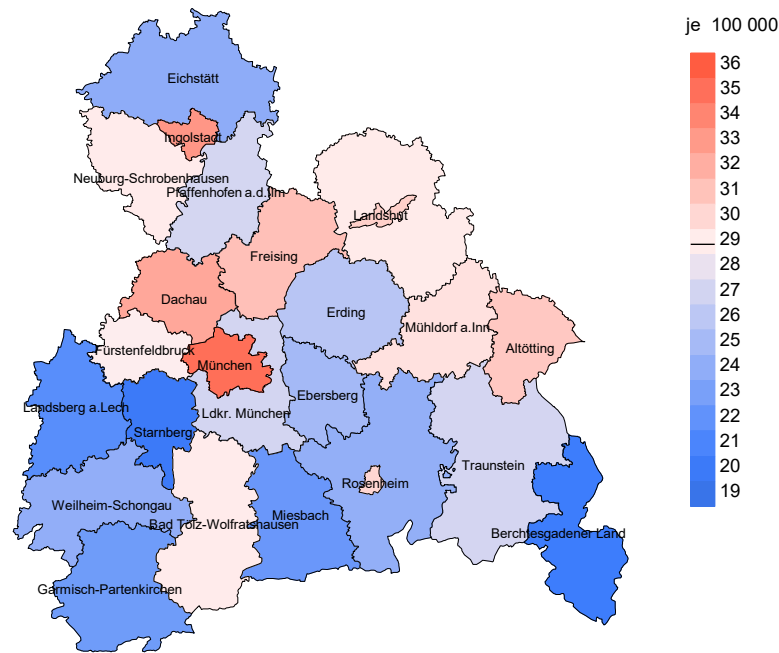 je 100 000
36
35
34
33
32
31
30
29
28
27
26
25
24
23
22
21
20
19
Eichstätt
Ingolstadt
Neuburg-Schrobenhausen
Pfaffenhofen a.d.Ilm
Landshut
Freising
Dachau
Erding
Mühldorf a.Inn
Altötting
Fürstenfeldbruck
München
Ebersberg
Landsberg a.Lech
Ldkr. München
Starnberg
Traunstein
Rosenheim
Weilheim-Schongau
Miesbach
Bad Tölz-Wolfratshausen
Berchtesgadener Land
Garmisch-Partenkirchen